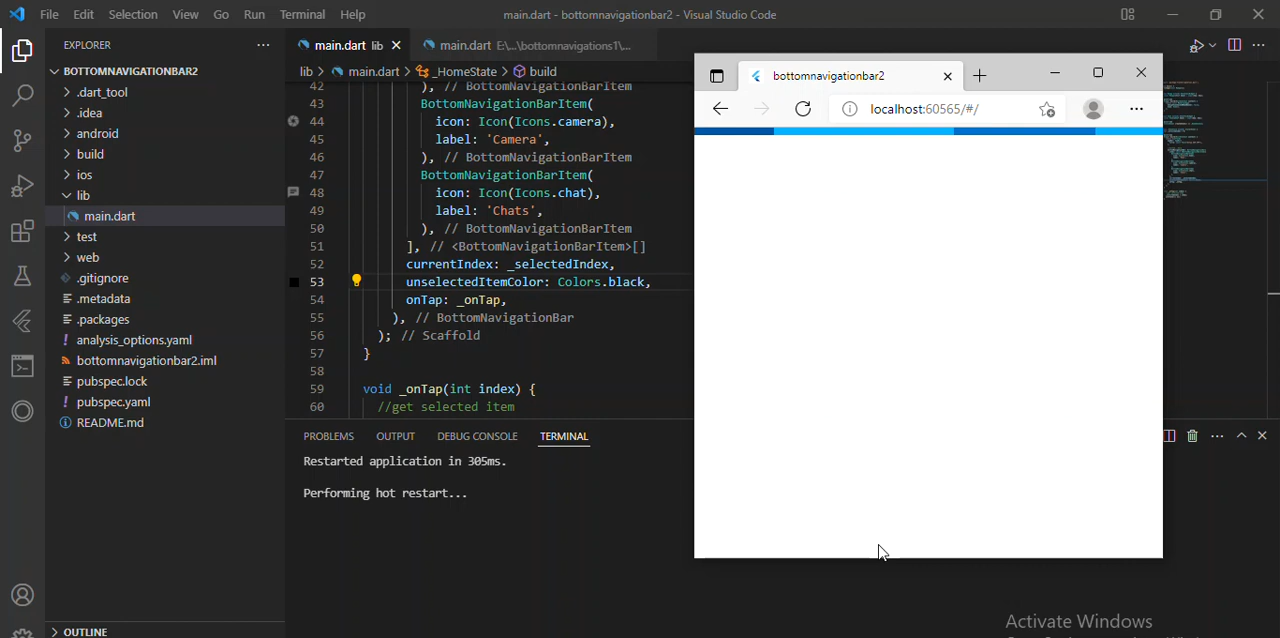 File Edit Selection View Go Run Terminal Help
main.dart - bottomnavigationbar2 - Visual Studio Code
EXPLORER
BOTTOMNAVIGATIONBAR2
.dart_tool
.idea
android
build
ios
lib
main.dart
test
web
.gitignore
.metadata
.packages
analysis_options.yaml
bottomnavigationbar2.iml
pubspec.lock
pubspec.yaml
README.md
OUTLINE
main.dart lib
main.dart E:\...\bottomnavigations1\...
lib > main.dart > _HomeState > build
42 ), // BottomNavigationBarItem
43 BottomNavigationBarItem(
44 icon: Icon(Icons.camera),
45 label: 'Camera',
46 ), // BottomNavigationBarItem
47 BottomNavigationBarItem(
48 icon: Icon(Icons.chat),
49 label: 'Chats',
50 ), // BottomNavigationBarItem
51 ], // <BottomNavigationBarItem>[]
52 currentIndex: _selectedIndex,
53 unselectedItemColor: Colors.black,
54 onTap: _onTap,
55 ), // BottomNavigationBar
56 ); // Scaffold
57 }
58
59 void _onTap(int index) {
60 //get selected item
PROBLEMS OUTPUT DEBUG CONSOLE TERMINAL
Restarted application in 305ms.
Performing hot restart...
bottomnavigationbar2
localhost:60565/#/
Activate Windows